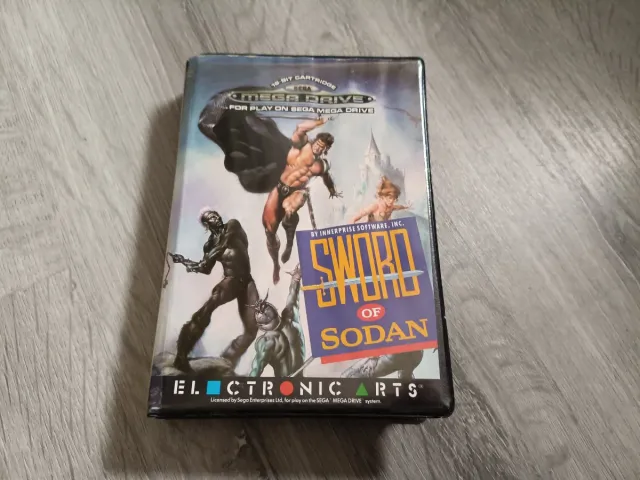 16 BIT CARTRIDGE
SEGA
MEGA DRIVE
FOR PLAY ON SEGA MEGA DRIVE
BY INNERPRISE SOFTWARE, INC.
SWORD
OF
SODAN
ELECTRONIC ARTS
Licensed by Sega Enterprises Ltd, for play on the SEGA MEGA DRIVE system.